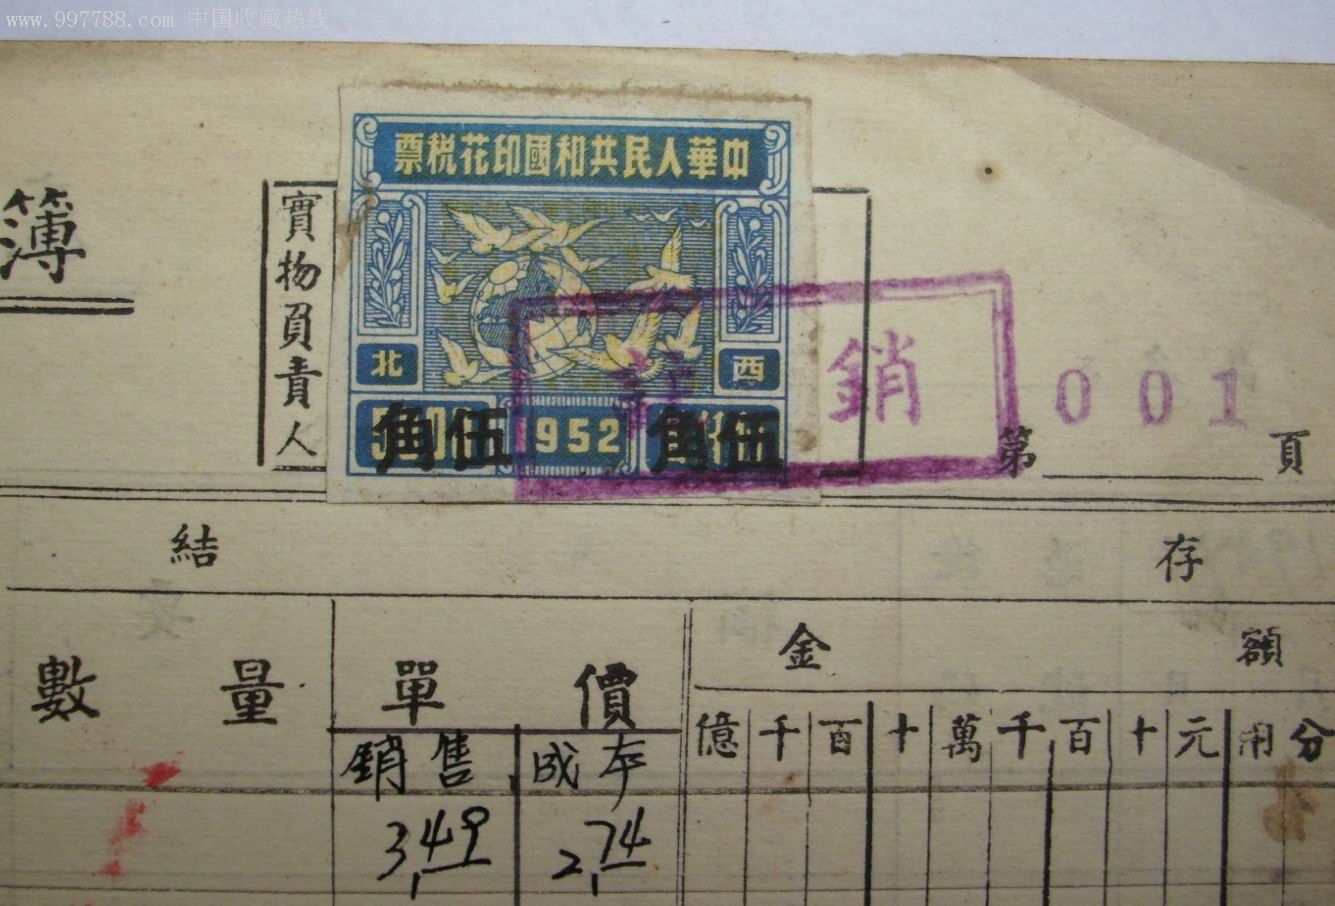 www.997788.com 中国收藏热线
簿
實物負責人
中華人民共和國印花税票
西北
伍角 1952 伍角
銷
第 001 頁
結存
數量
單價
金額
銷售
成本
億千百十萬千百十元角分
3.49
2.74